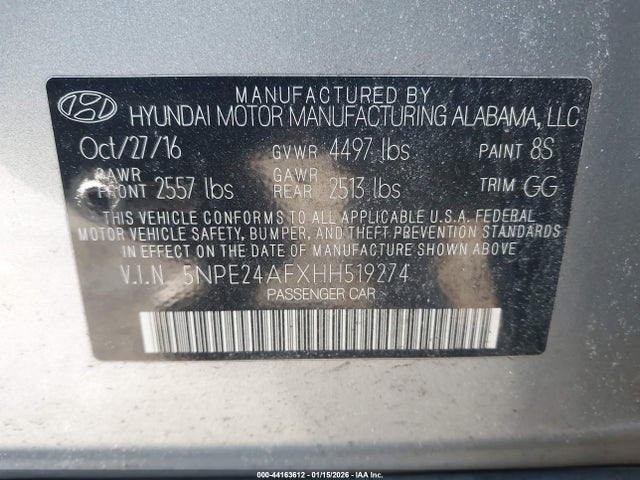 MANUFACTURED BY
HYUNDAI MOTOR MANUFACTURING ALABAMA, LLC
Oct/27/16 GVWR 4497 lbs PAINT 8S
GAWR FRONT 2557 lbs GAWR REAR 2513 lbs TRIM GG
THIS VEHICLE CONFORMS TO ALL APPLICABLE U.S.A. FEDERAL
MOTOR VEHICLE SAFETY, BUMPER, AND THEFT PREVENTION STANDARDS
IN EFFECT ON THE DATE OF MANUFACTURE SHOWN ABOVE.
V.I.N. 5NPE24AFXHH519274
PASSENGER CAR
000-44163612 - 01/15/2026 - IAA Inc.